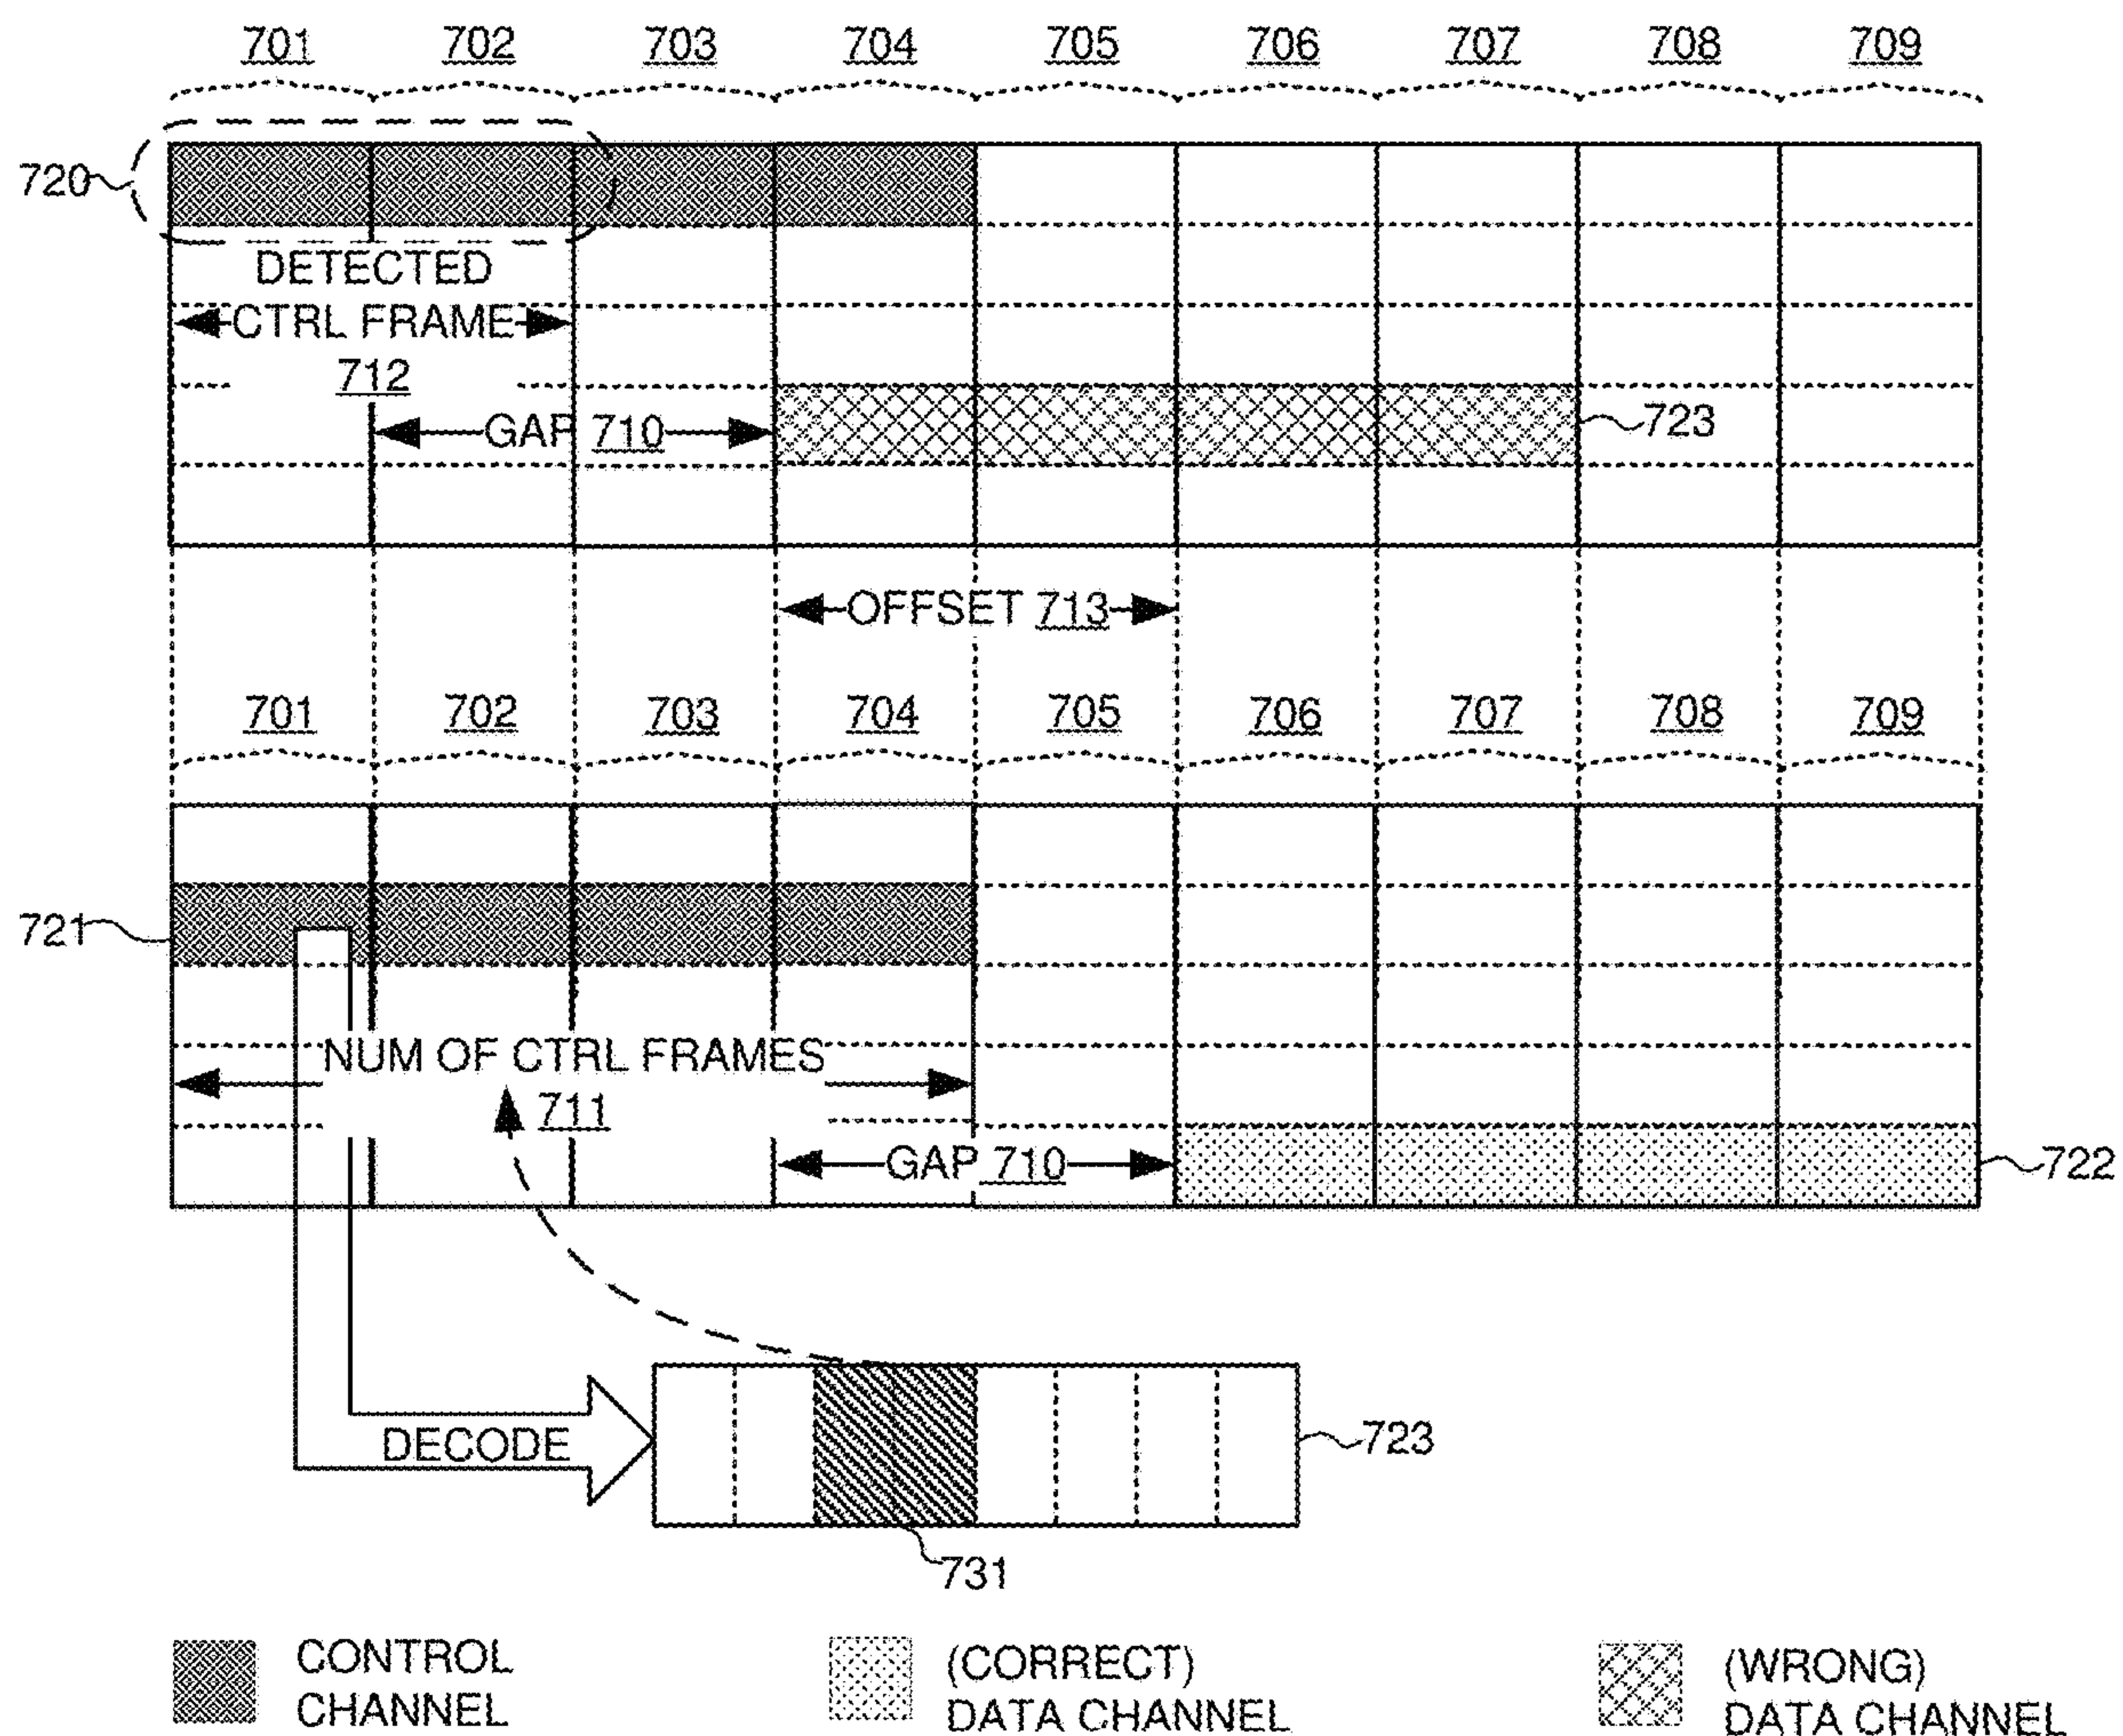 701 702 703 704 705 706 707 708 709
720
DETECTED
CTRL FRAME
712
GAP 710
723
OFFSET 713
701 702 703 704 705 706 707 708 709
721
NUM OF CTRL FRAMES
711
GAP 710
722
DECODE
723
731
CONTROL
CHANNEL
(CORRECT)
DATA CHANNEL
(WRONG)
DATA CHANNEL